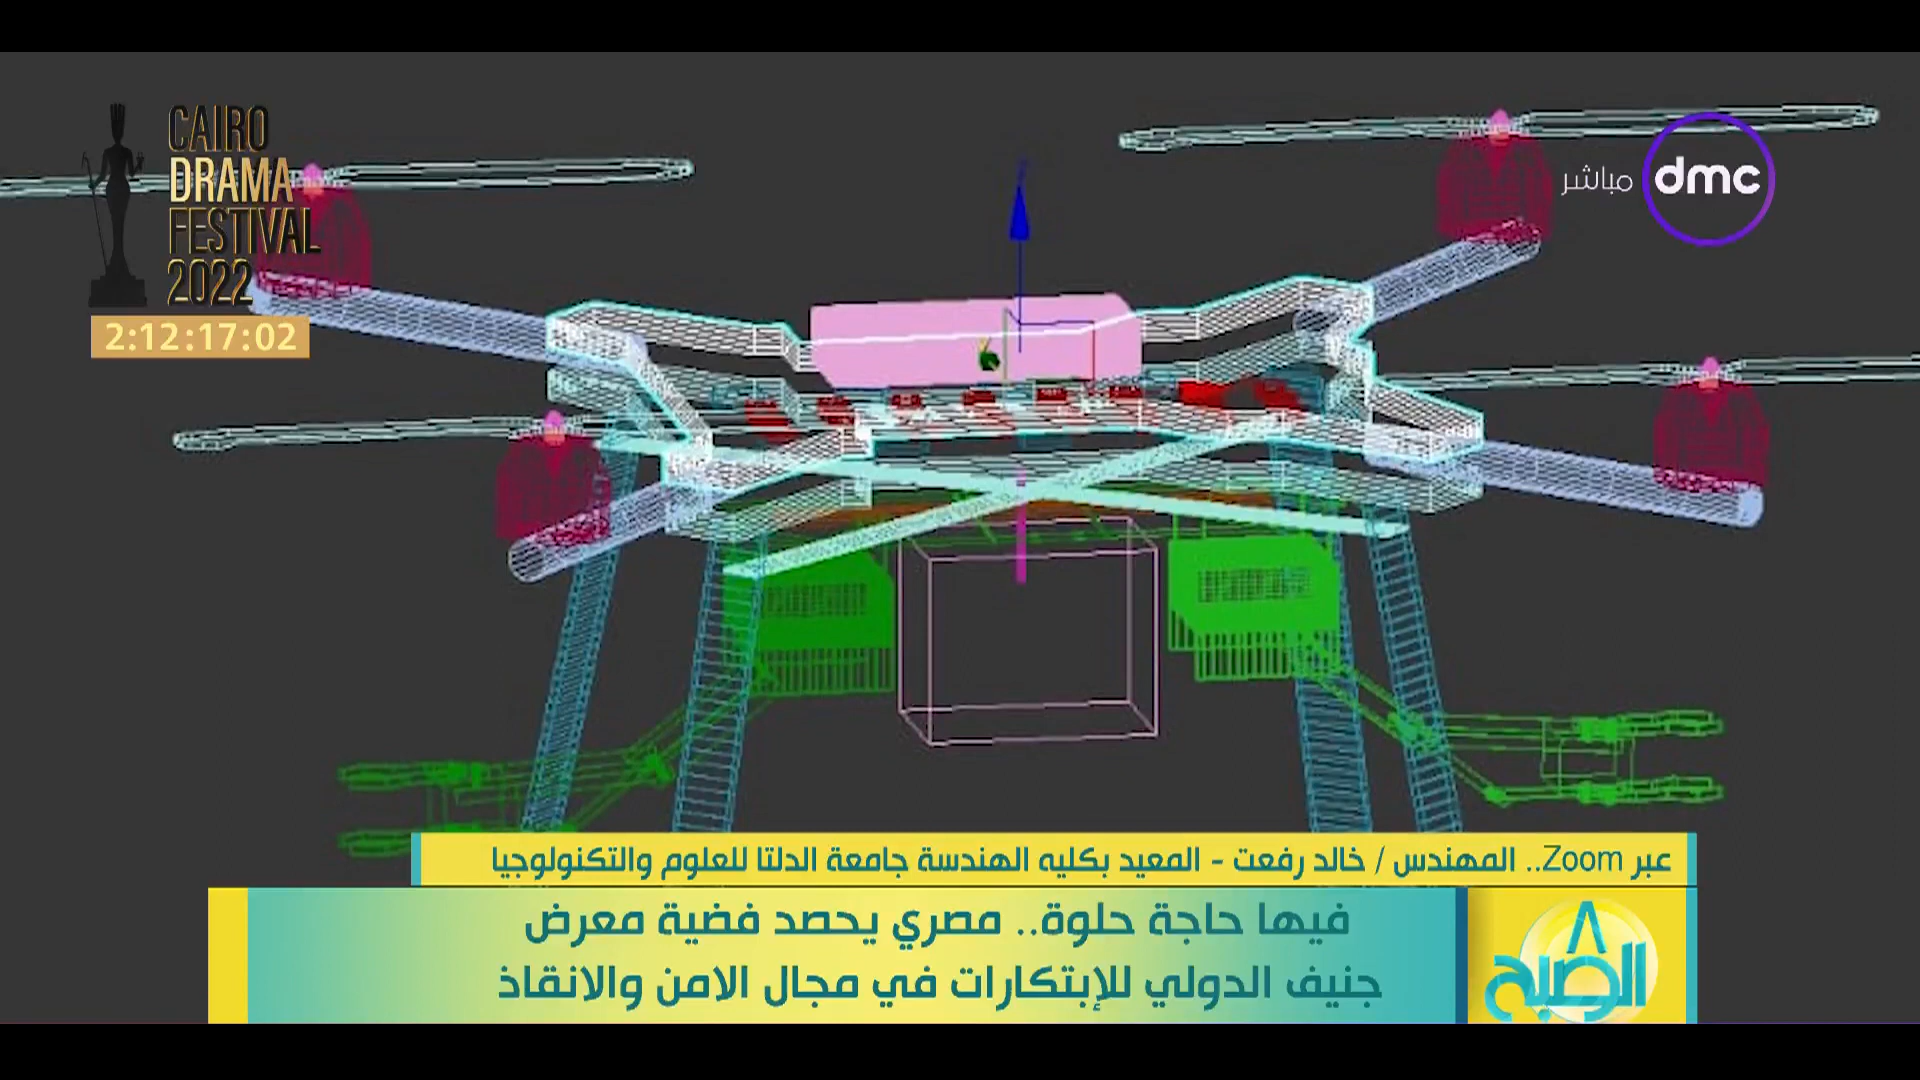 CAIRO
DRAMA
FESTIVAL
2022
2:12:17:02
مباشر
dmc
عبر Zoom.. المهندس / خالد رفعت - المعيد بكليه الهندسة جامعة الدلتا للعلوم والتكنولوجيا
فيها حاجة حلوة.. مصري يحصد فضية معرض
جنيف الدولي للإبتكارات في مجال الامن والانقاذ
٨
الصبح